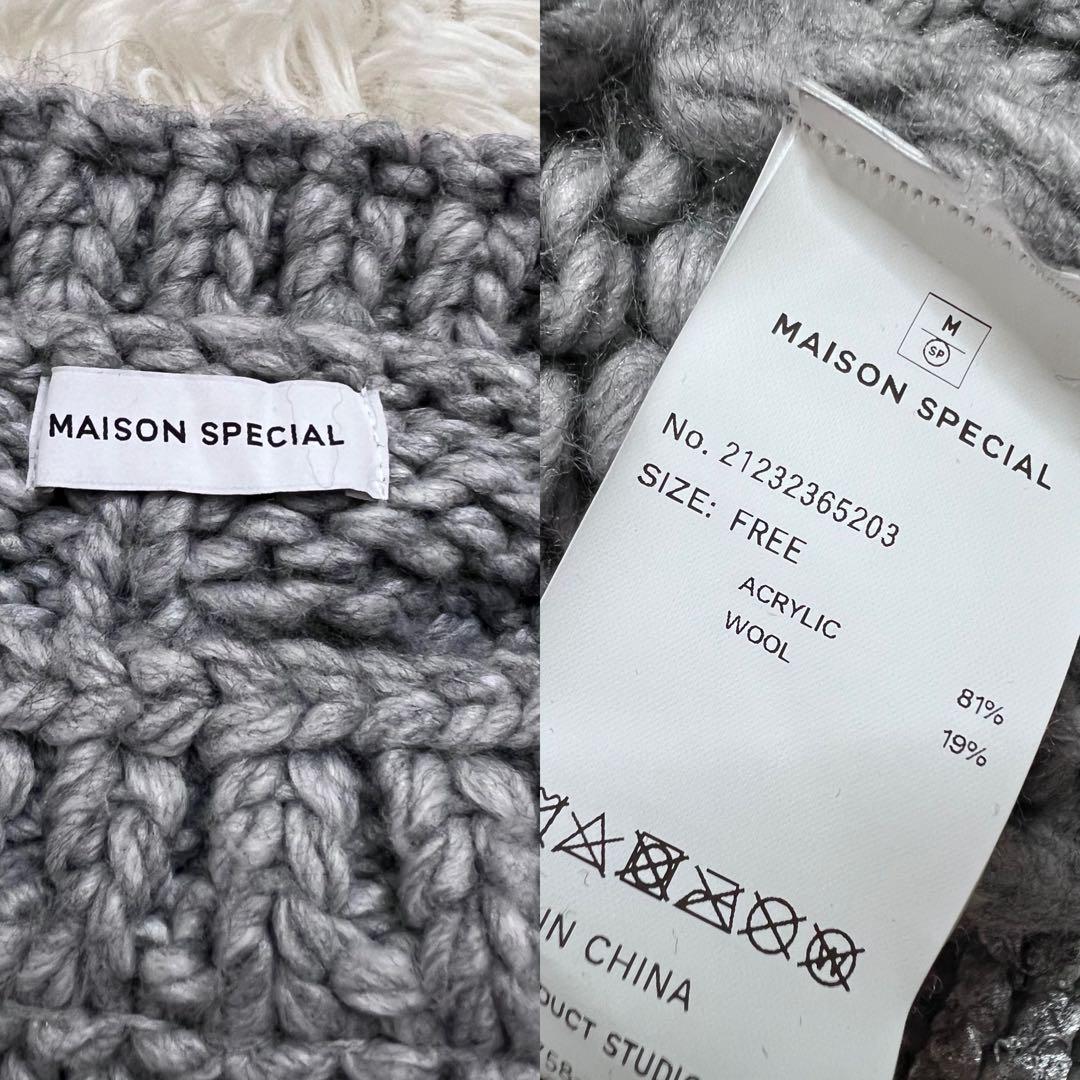 MAISON SPECIAL
M
SP
MAISON SPECIAL
No. 21232365203
SIZE: FREE
ACRYLIC
WOOL
81%
19%
W
IN CHINA
DUCT STUDIO